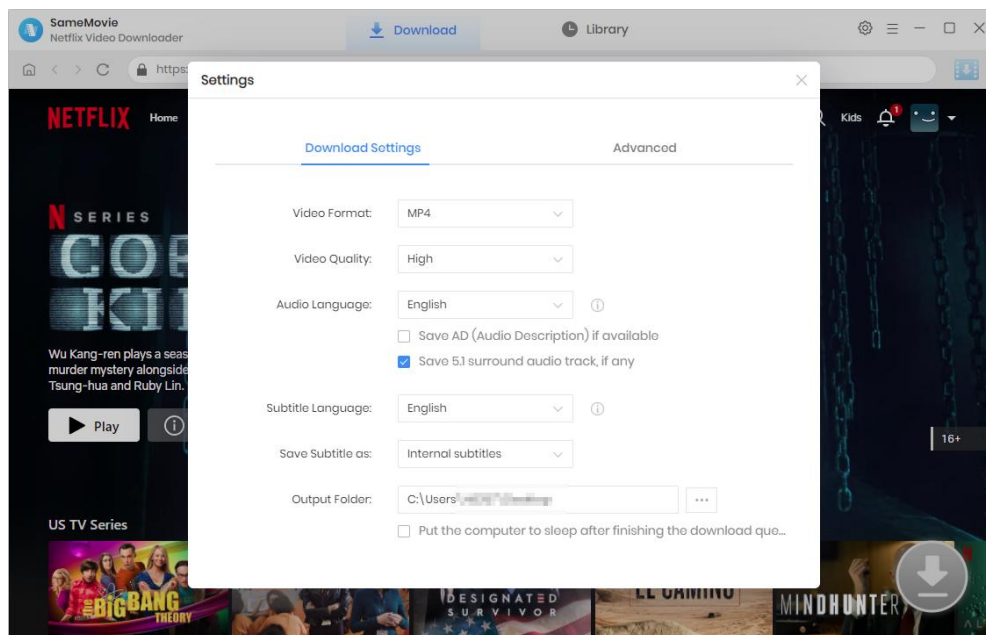 SameMovie
Netflix Video Downloader
Download
Library
https:
Settings
NETFLIX
Home
Kids
1
Download Settings
Advanced
Video Format:
MP4
N SERIES
Video Quality:
High
Audio Language:
English
Save AD (Audio Description) if available
Save 5.1 surround audio track, if any
Wu Kang-ren plays a seas
murder mystery alongside
Tsung-hua and Ruby Lin.
Subtitle Language:
English
Play
16+
Save Subtitle as:
Internal subtitles
Output Folder:
C:\Users
...
Put the computer to sleep after finishing the download que...
US TV Series
the BIGBANG
THEORY
DESIGNATED
SURVIVOR
EL CAMINO
MINDHUNTER